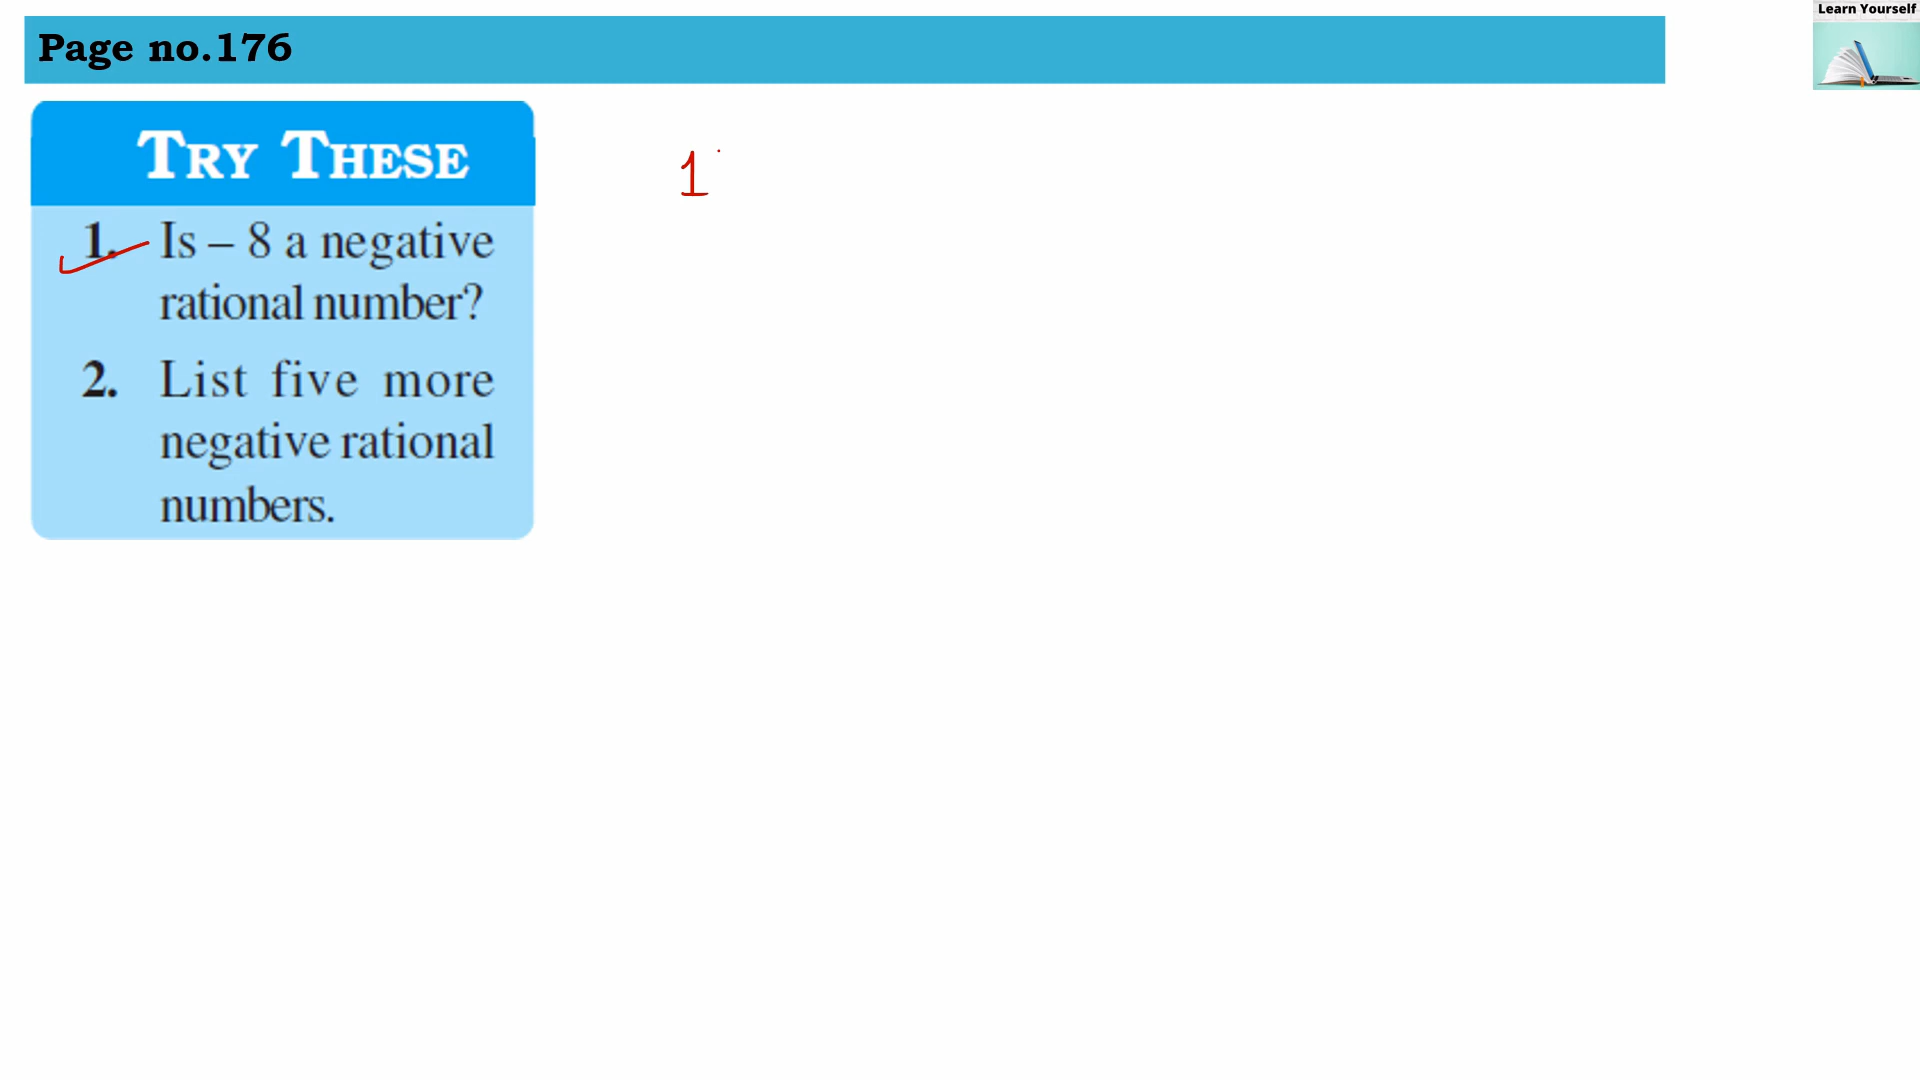 Page no.176
Learn Yourself
TRY THESE
1. Is – 8 a negative
rational number?
2. List five more
negative rational
numbers.
1